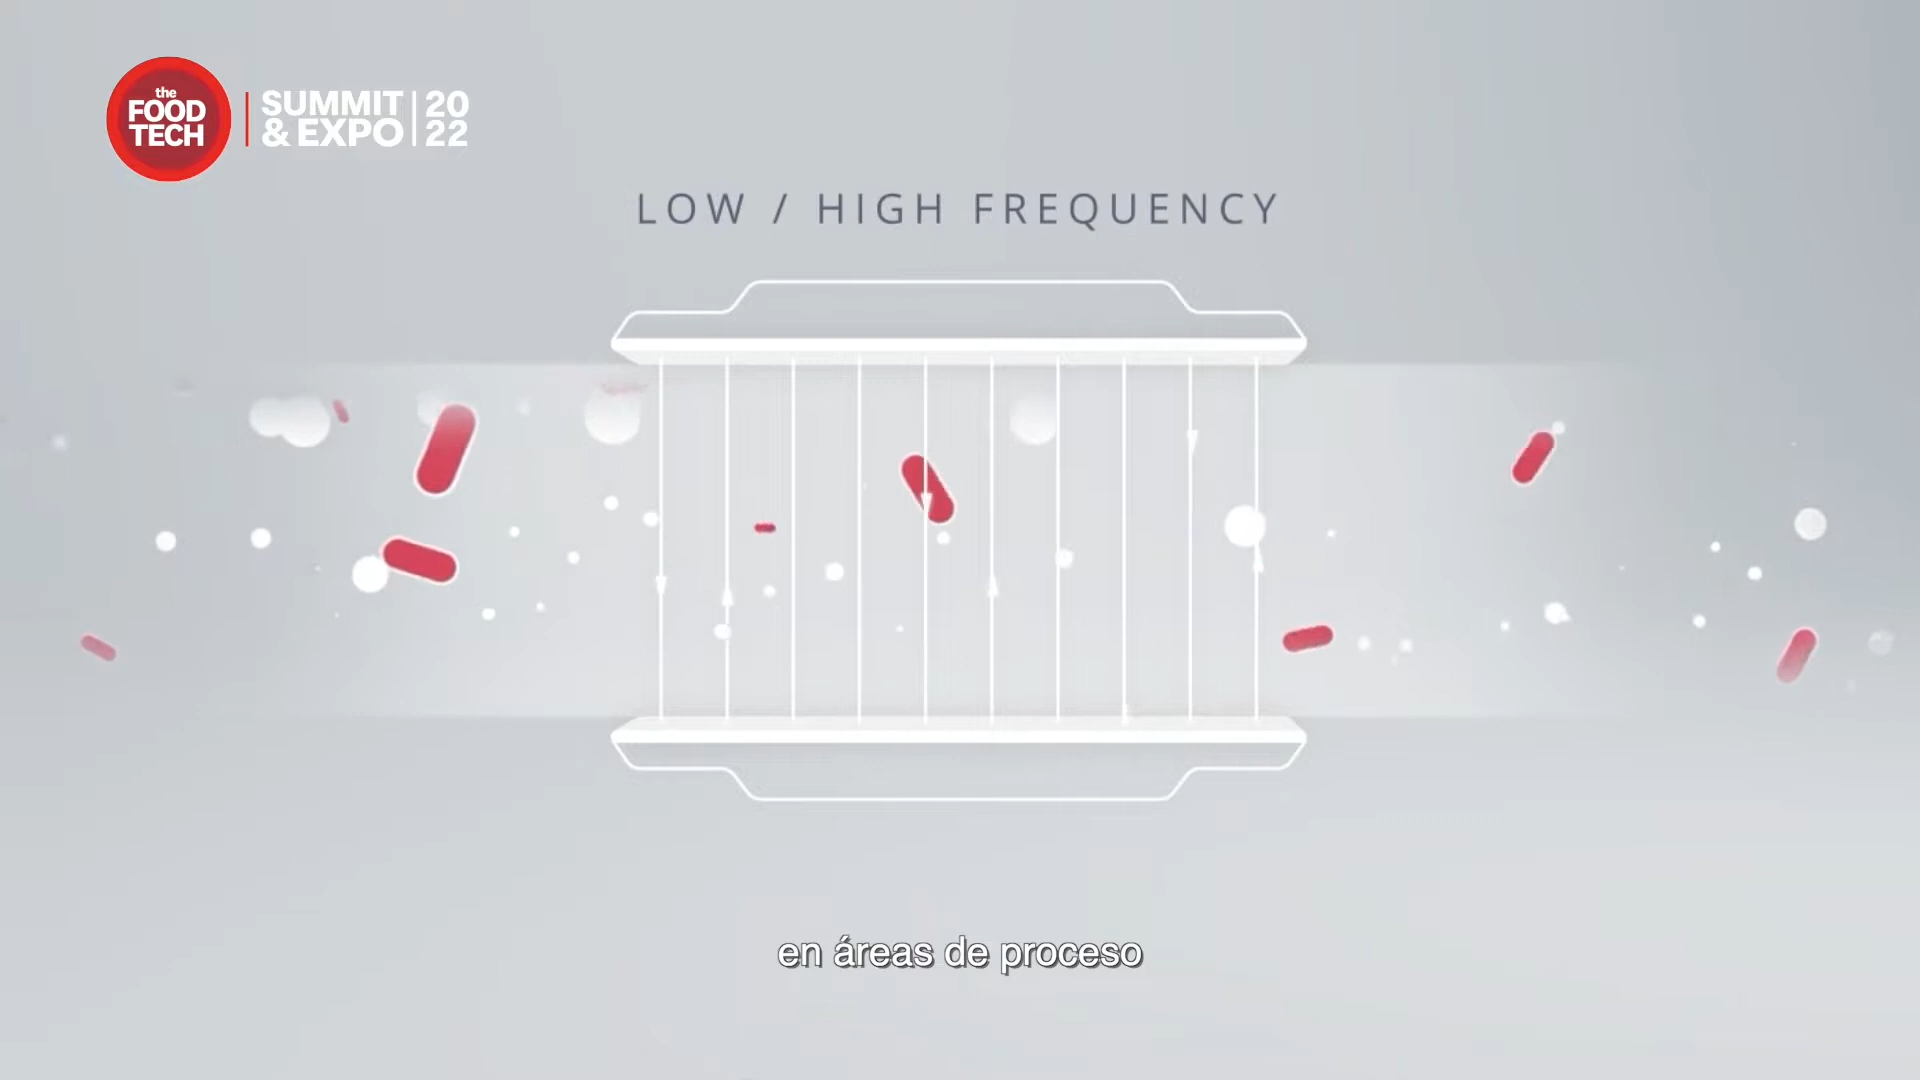 the
FOOD
TECH
SUMMIT
& EXPO
20
22
LOW / HIGH FREQUENCY
en áreas de proceso